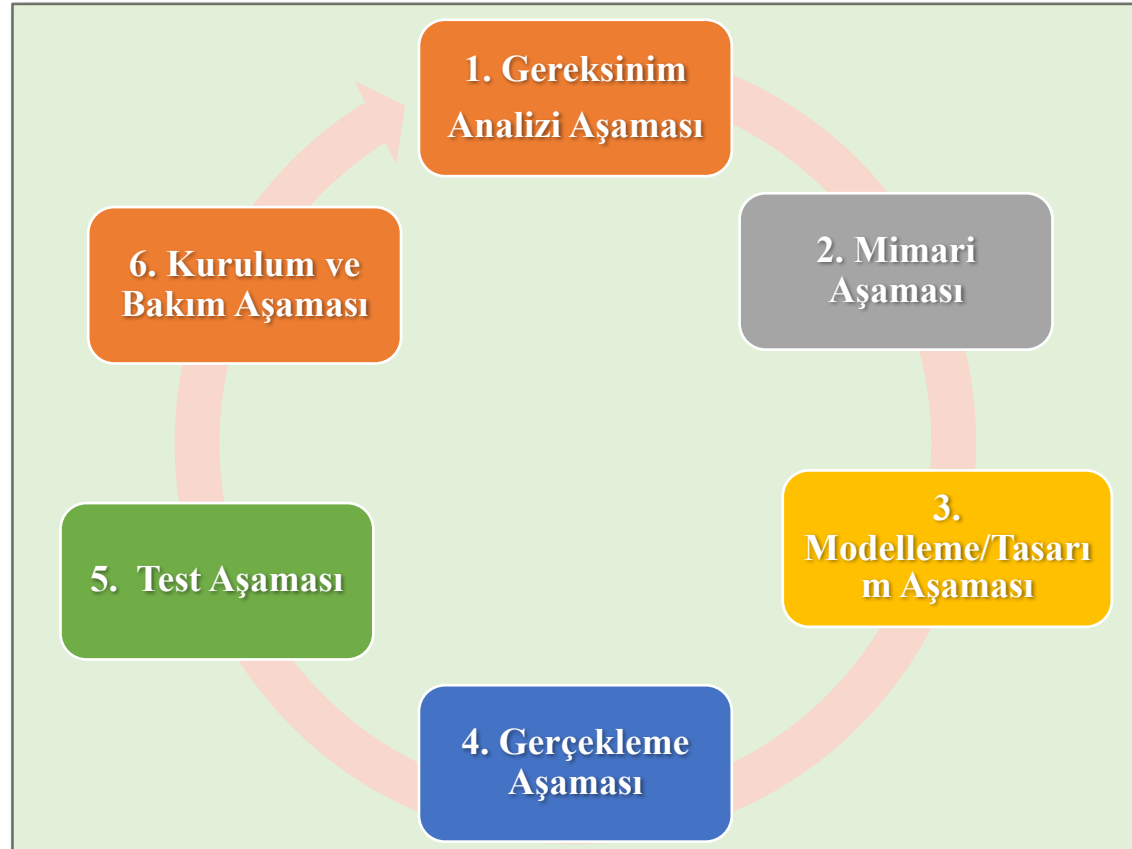 1. Gereksinim
Analizi Aşaması
2. Mimari
Aşaması
3.
Modelleme/Tasarı
m Aşaması
4. Gerçekleme
Aşaması
5. Test Aşaması
6. Kurulum ve
Bakım Aşaması